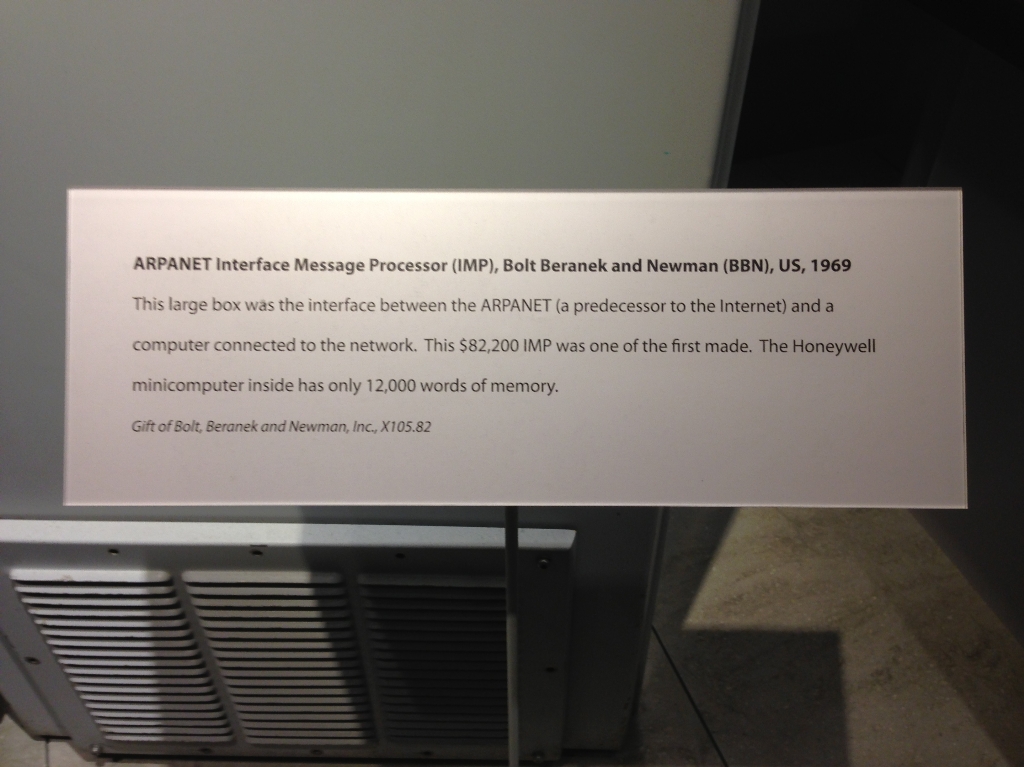 ARPANET Interface Message Processor (IMP), Bolt Beranek and Newman (BBN), US, 1969
This large box was the interface between the ARPANET (a predecessor to the Internet) and a
computer connected to the network. This $82,200 IMP was one of the first made. The Honeywell
minicomputer inside has only 12,000 words of memory.
Gift of Bolt, Beranek and Newman, Inc., X105.82